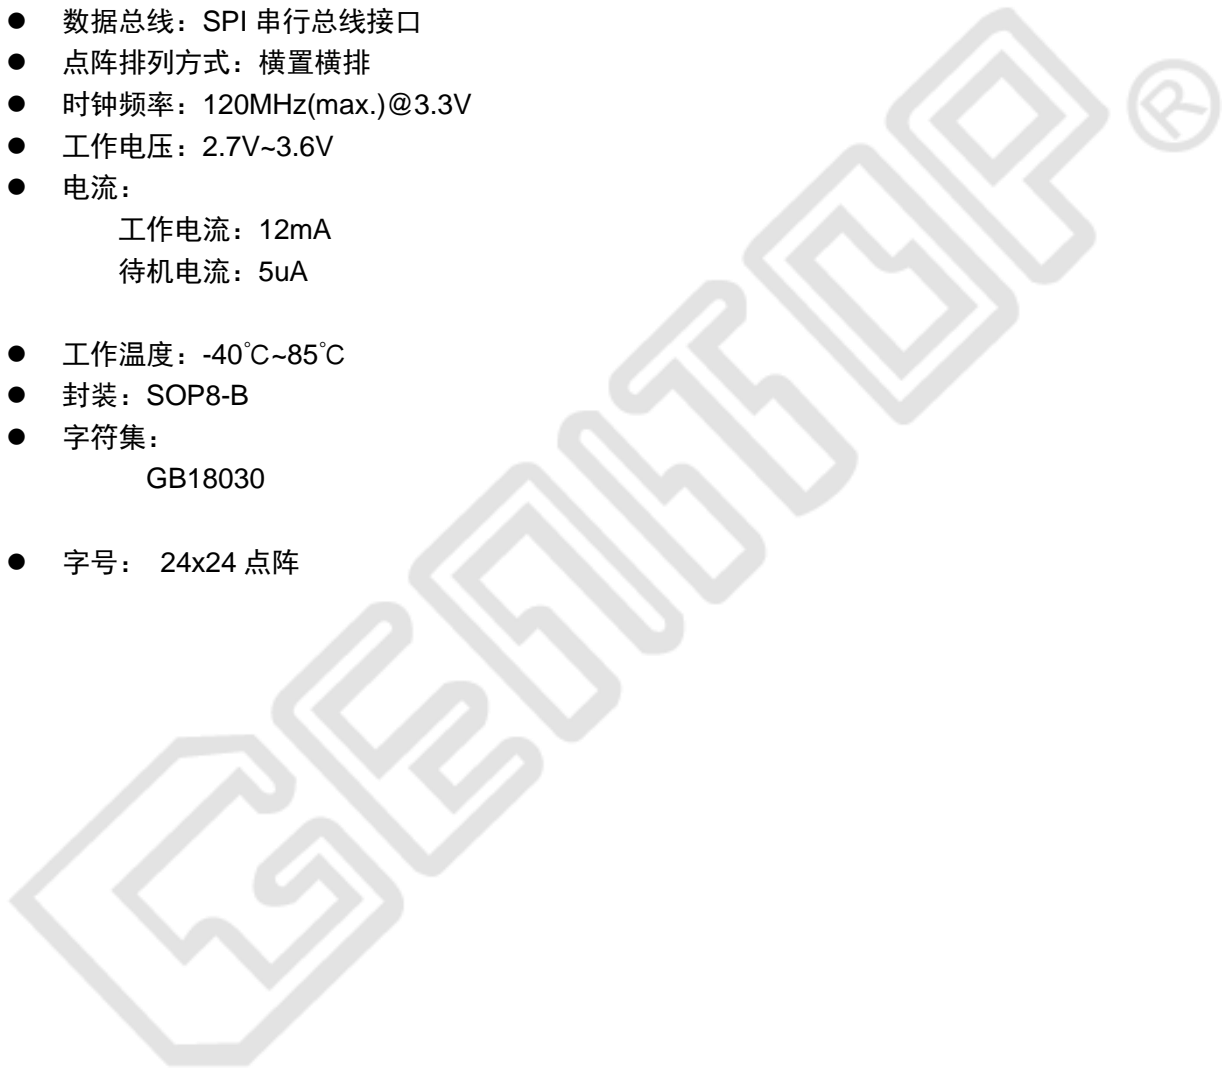 ● 数据总线：SPI 串行总线接口
● 点阵排列方式：横置横排
● 时钟频率：120MHz(max.)@3.3V
● 工作电压：2.7V~3.6V
● 电流：
工作电流：12mA
待机电流：5uA
● 工作温度：-40℃~85℃
● 封装：SOP8-B
● 字符集：
GB18030
● 字号： 24x24 点阵
GENITOP®